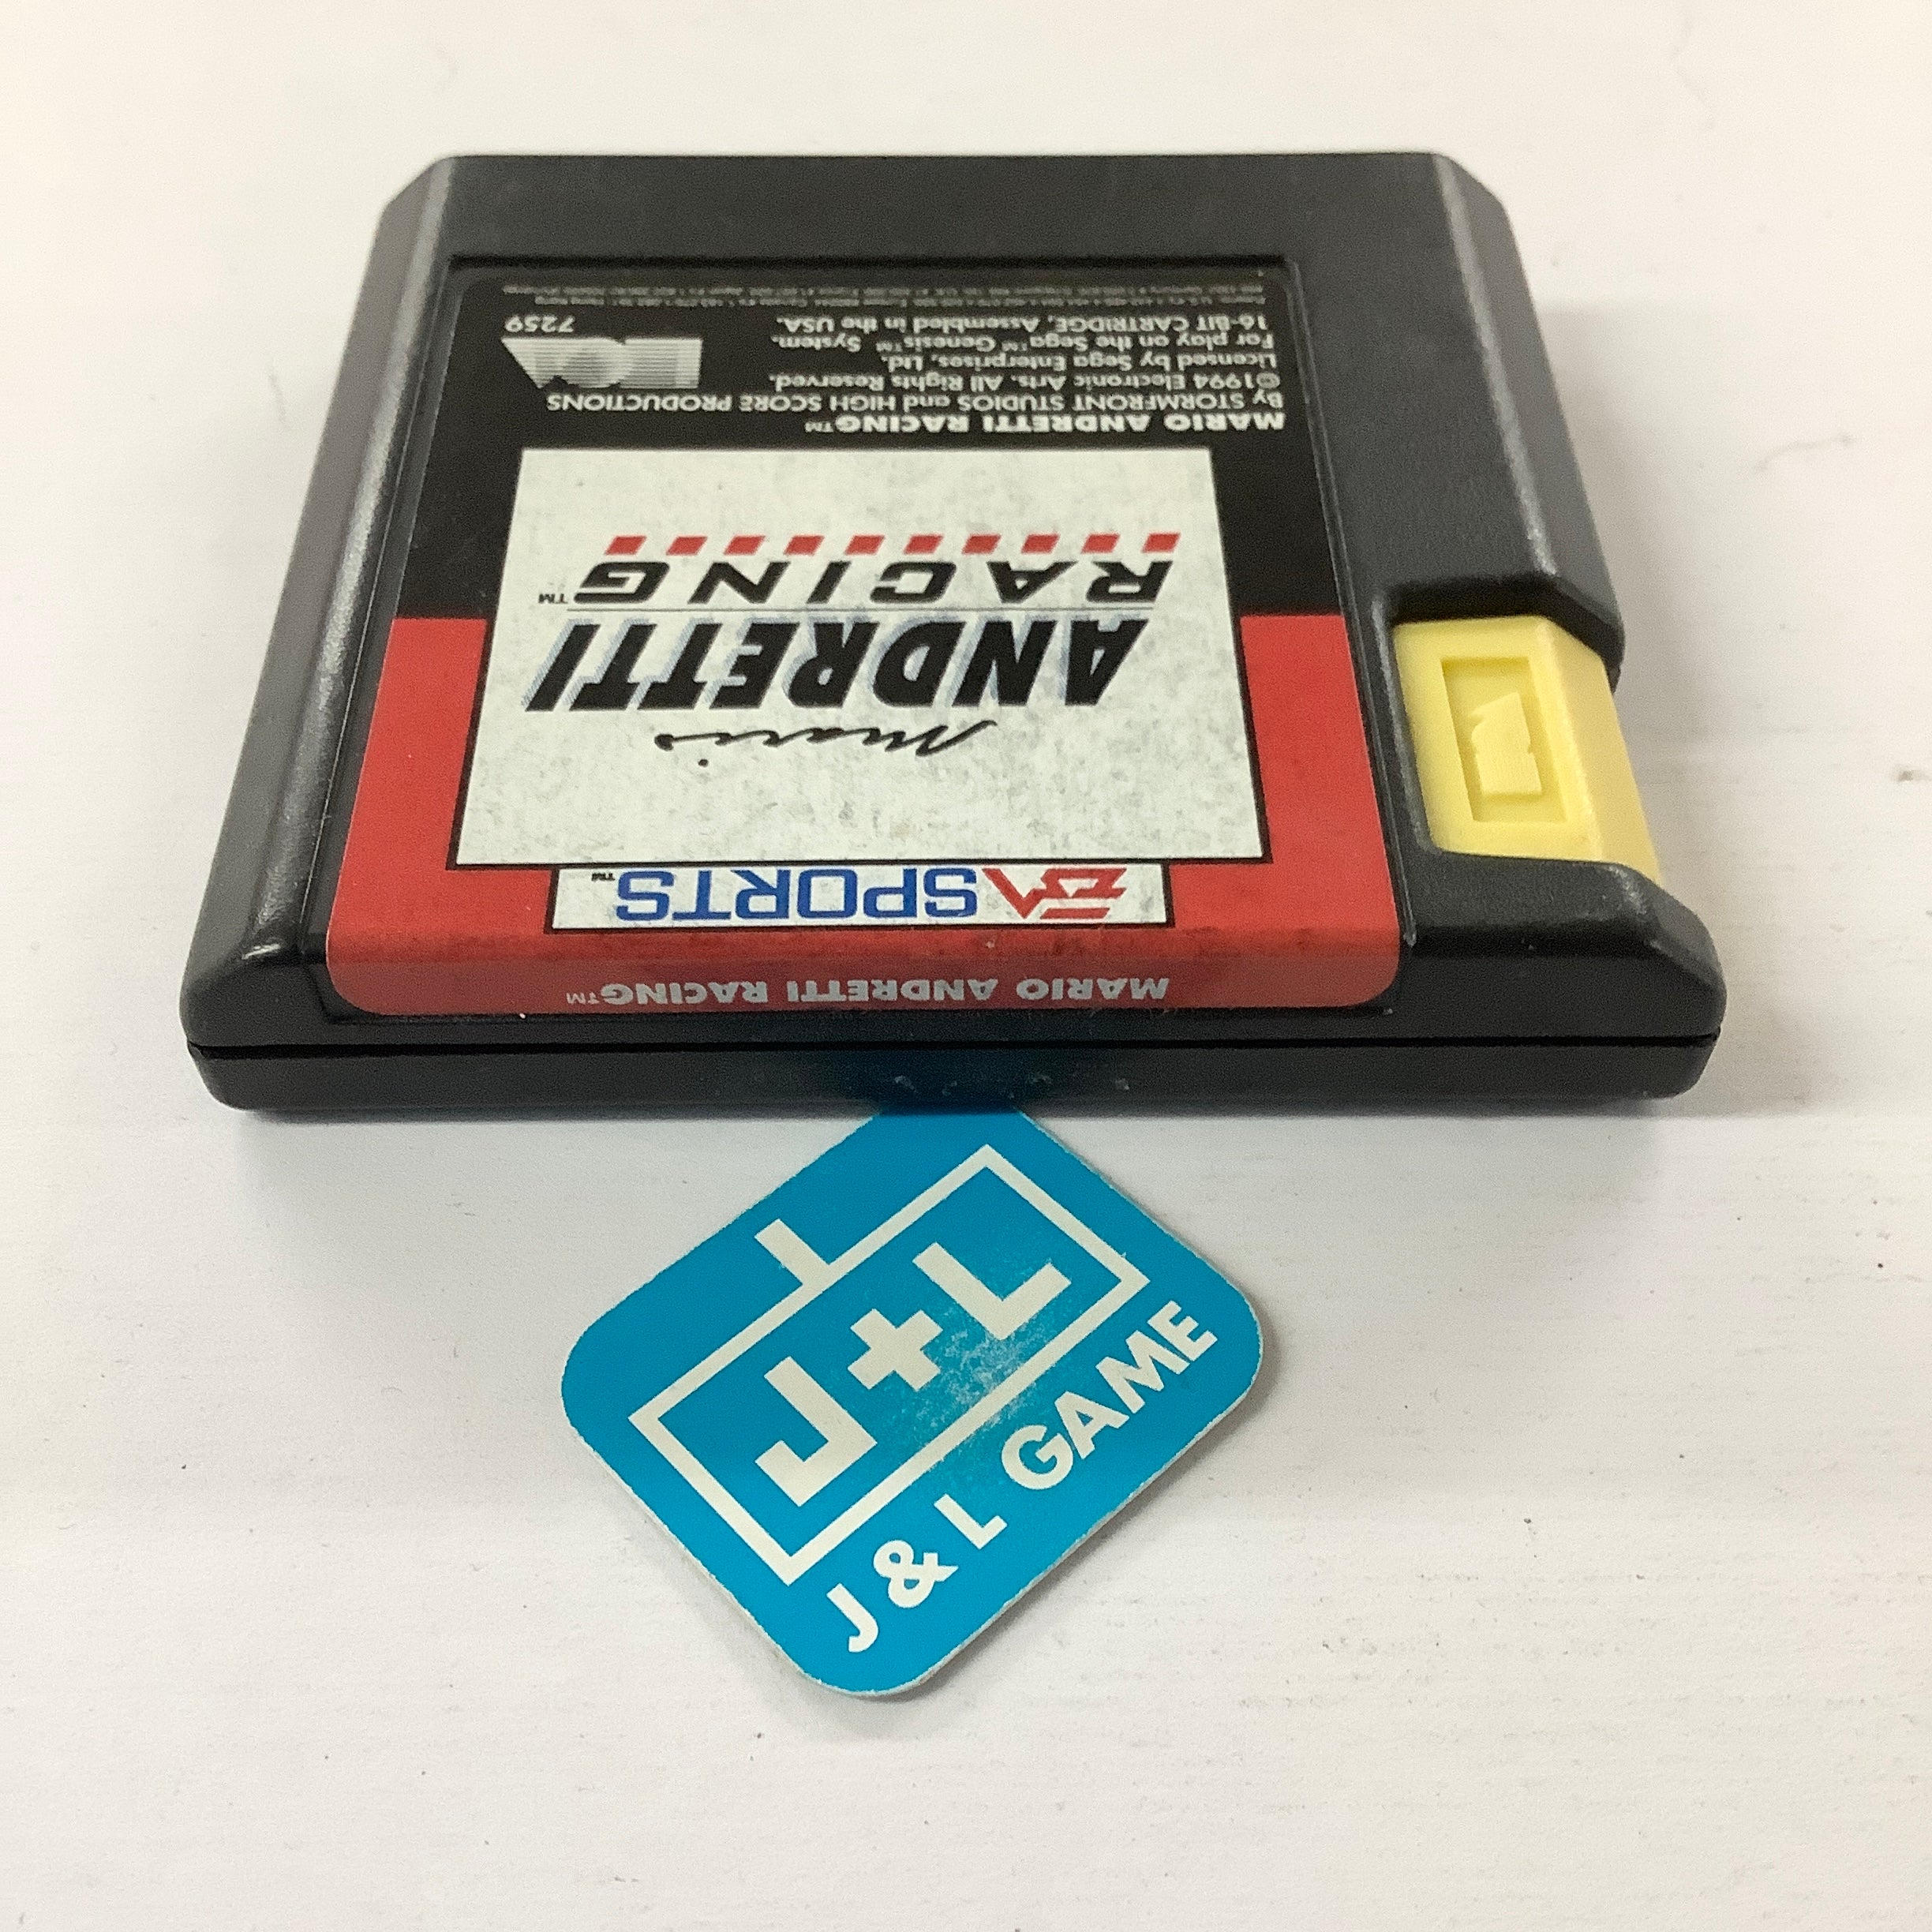 MARIO ANDRETTI RACING™
EA SPORTS™
Mario
ANDRETTI
RACING™
MARIO ANDRETTI RACING™
By STORMFRONT STUDIOS and HIGH SCORE PRODUCTIONS
©1994 Electronic Arts. All Rights Reserved.
Licensed by Sega Enterprises, Ltd.
For play on the Sega™ Genesis™ System.
16-BIT CARTRIDGE, Assembled in the USA.
EA
7259
J+L
J & L GAME